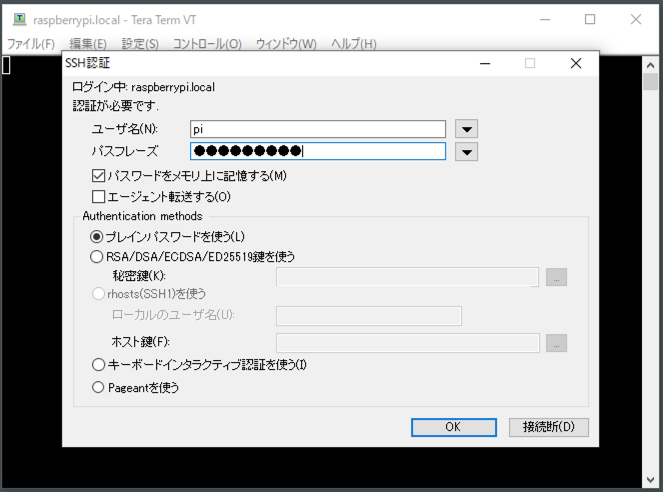 raspberrypi.local - Tera Term VT
ファイル(F) 編集(E) 設定(S) コントロール(O) ウィンドウ(W) ヘルプ(H)
SSH認証
ログイン中: raspberrypi.local
認証が必要です.
ユーザ名(N): pi
パスフレーズ ●●●●●●●●●
パスワードをメモリ上に記憶する(M)
エージェント転送する(O)
Authentication methods
プレインパスワードを使う(L)
RSA/DSA/ECDSA/ED25519鍵を使う
秘密鍵(K): ...
rhosts(SSH1)を使う
ローカルのユーザ名(U):
ホスト鍵(F): ...
キーボードインタラクティブ認証を使う(I)
Pageantを使う
OK 接続断(D)